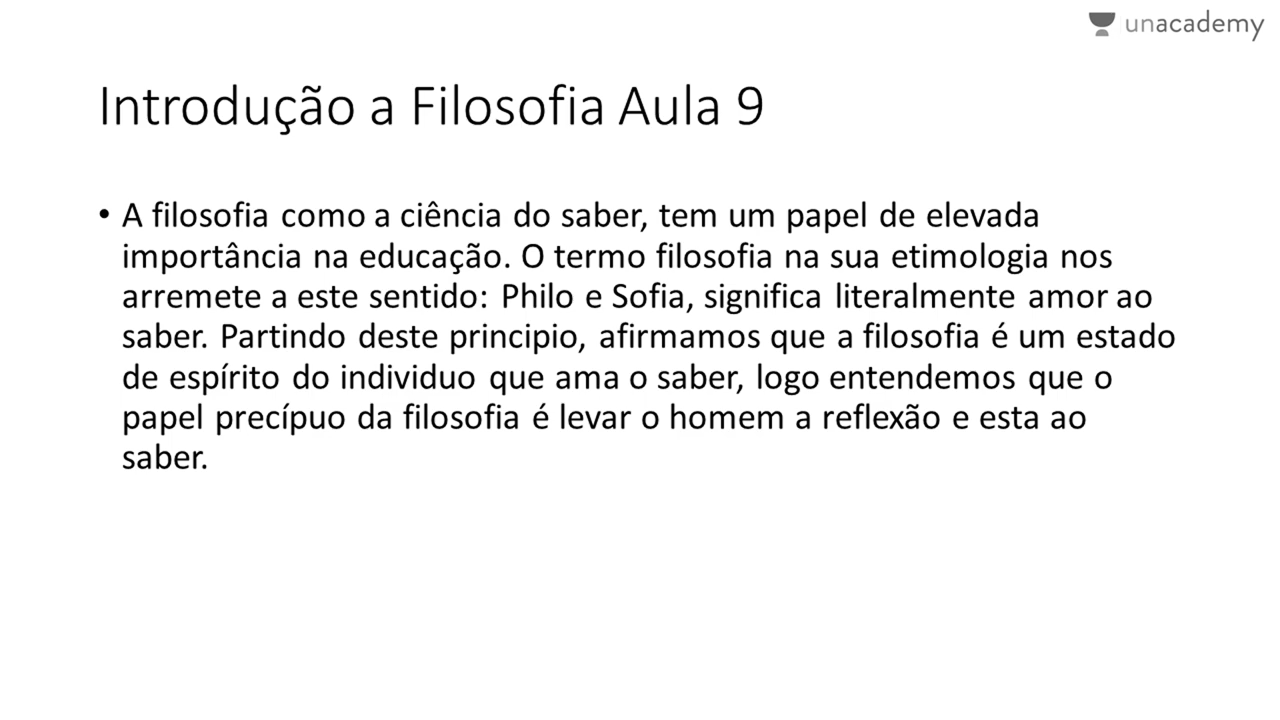 unacademy
Introdução a Filosofia Aula 9
• A filosofia como a ciência do saber, tem um papel de elevada
importância na educação. O termo filosofia na sua etimologia nos
arremete a este sentido: Philo e Sofia, significa literalmente amor ao
saber. Partindo deste principio, afirmamos que a filosofia é um estado
de espírito do individuo que ama o saber, logo entendemos que o
papel precípuo da filosofia é levar o homem a reflexão e esta ao
saber.